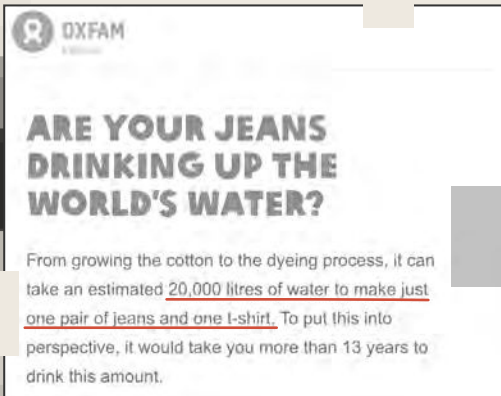 OXFAM
ARE YOUR JEANS
DRINKING UP THE
WORLD'S WATER?
From growing the cotton to the dyeing process, it can
take an estimated 20,000 litres of water to make just
one pair of jeans and one t-shirt. To put this into
perspective, it would take you more than 13 years to
drink this amount.